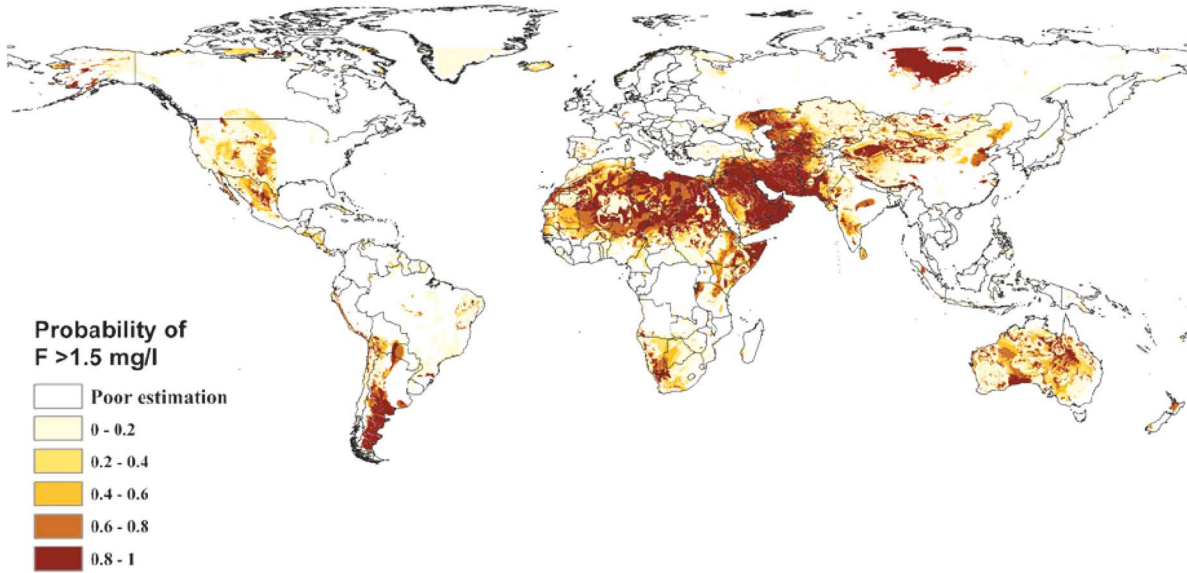 Probability of
F >1.5 mg/l
Poor estimation
0 - 0.2
0.2 - 0.4
0.4 - 0.6
0.6 - 0.8
0.8 - 1